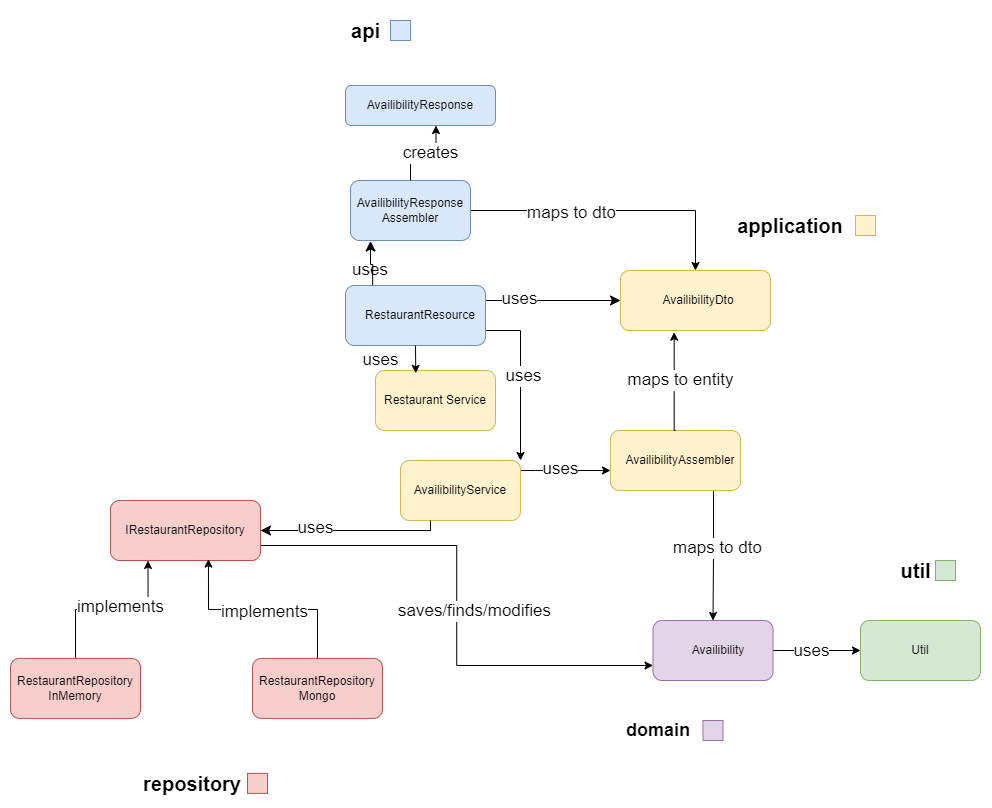 api
AvailibilityResponse
creates
AvailibilityResponse
Assembler
maps to dto
application
uses
RestaurantResource
uses
AvailibilityDto
uses
uses
maps to entity
Restaurant Service
AvailibilityService
uses
AvailibilityAssembler
IRestaurantRepository
uses
maps to dto
util
implements
implements
saves/finds/modifies
RestaurantRepository
InMemory
RestaurantRepository
Mongo
Availibility
uses
Util
domain
repository